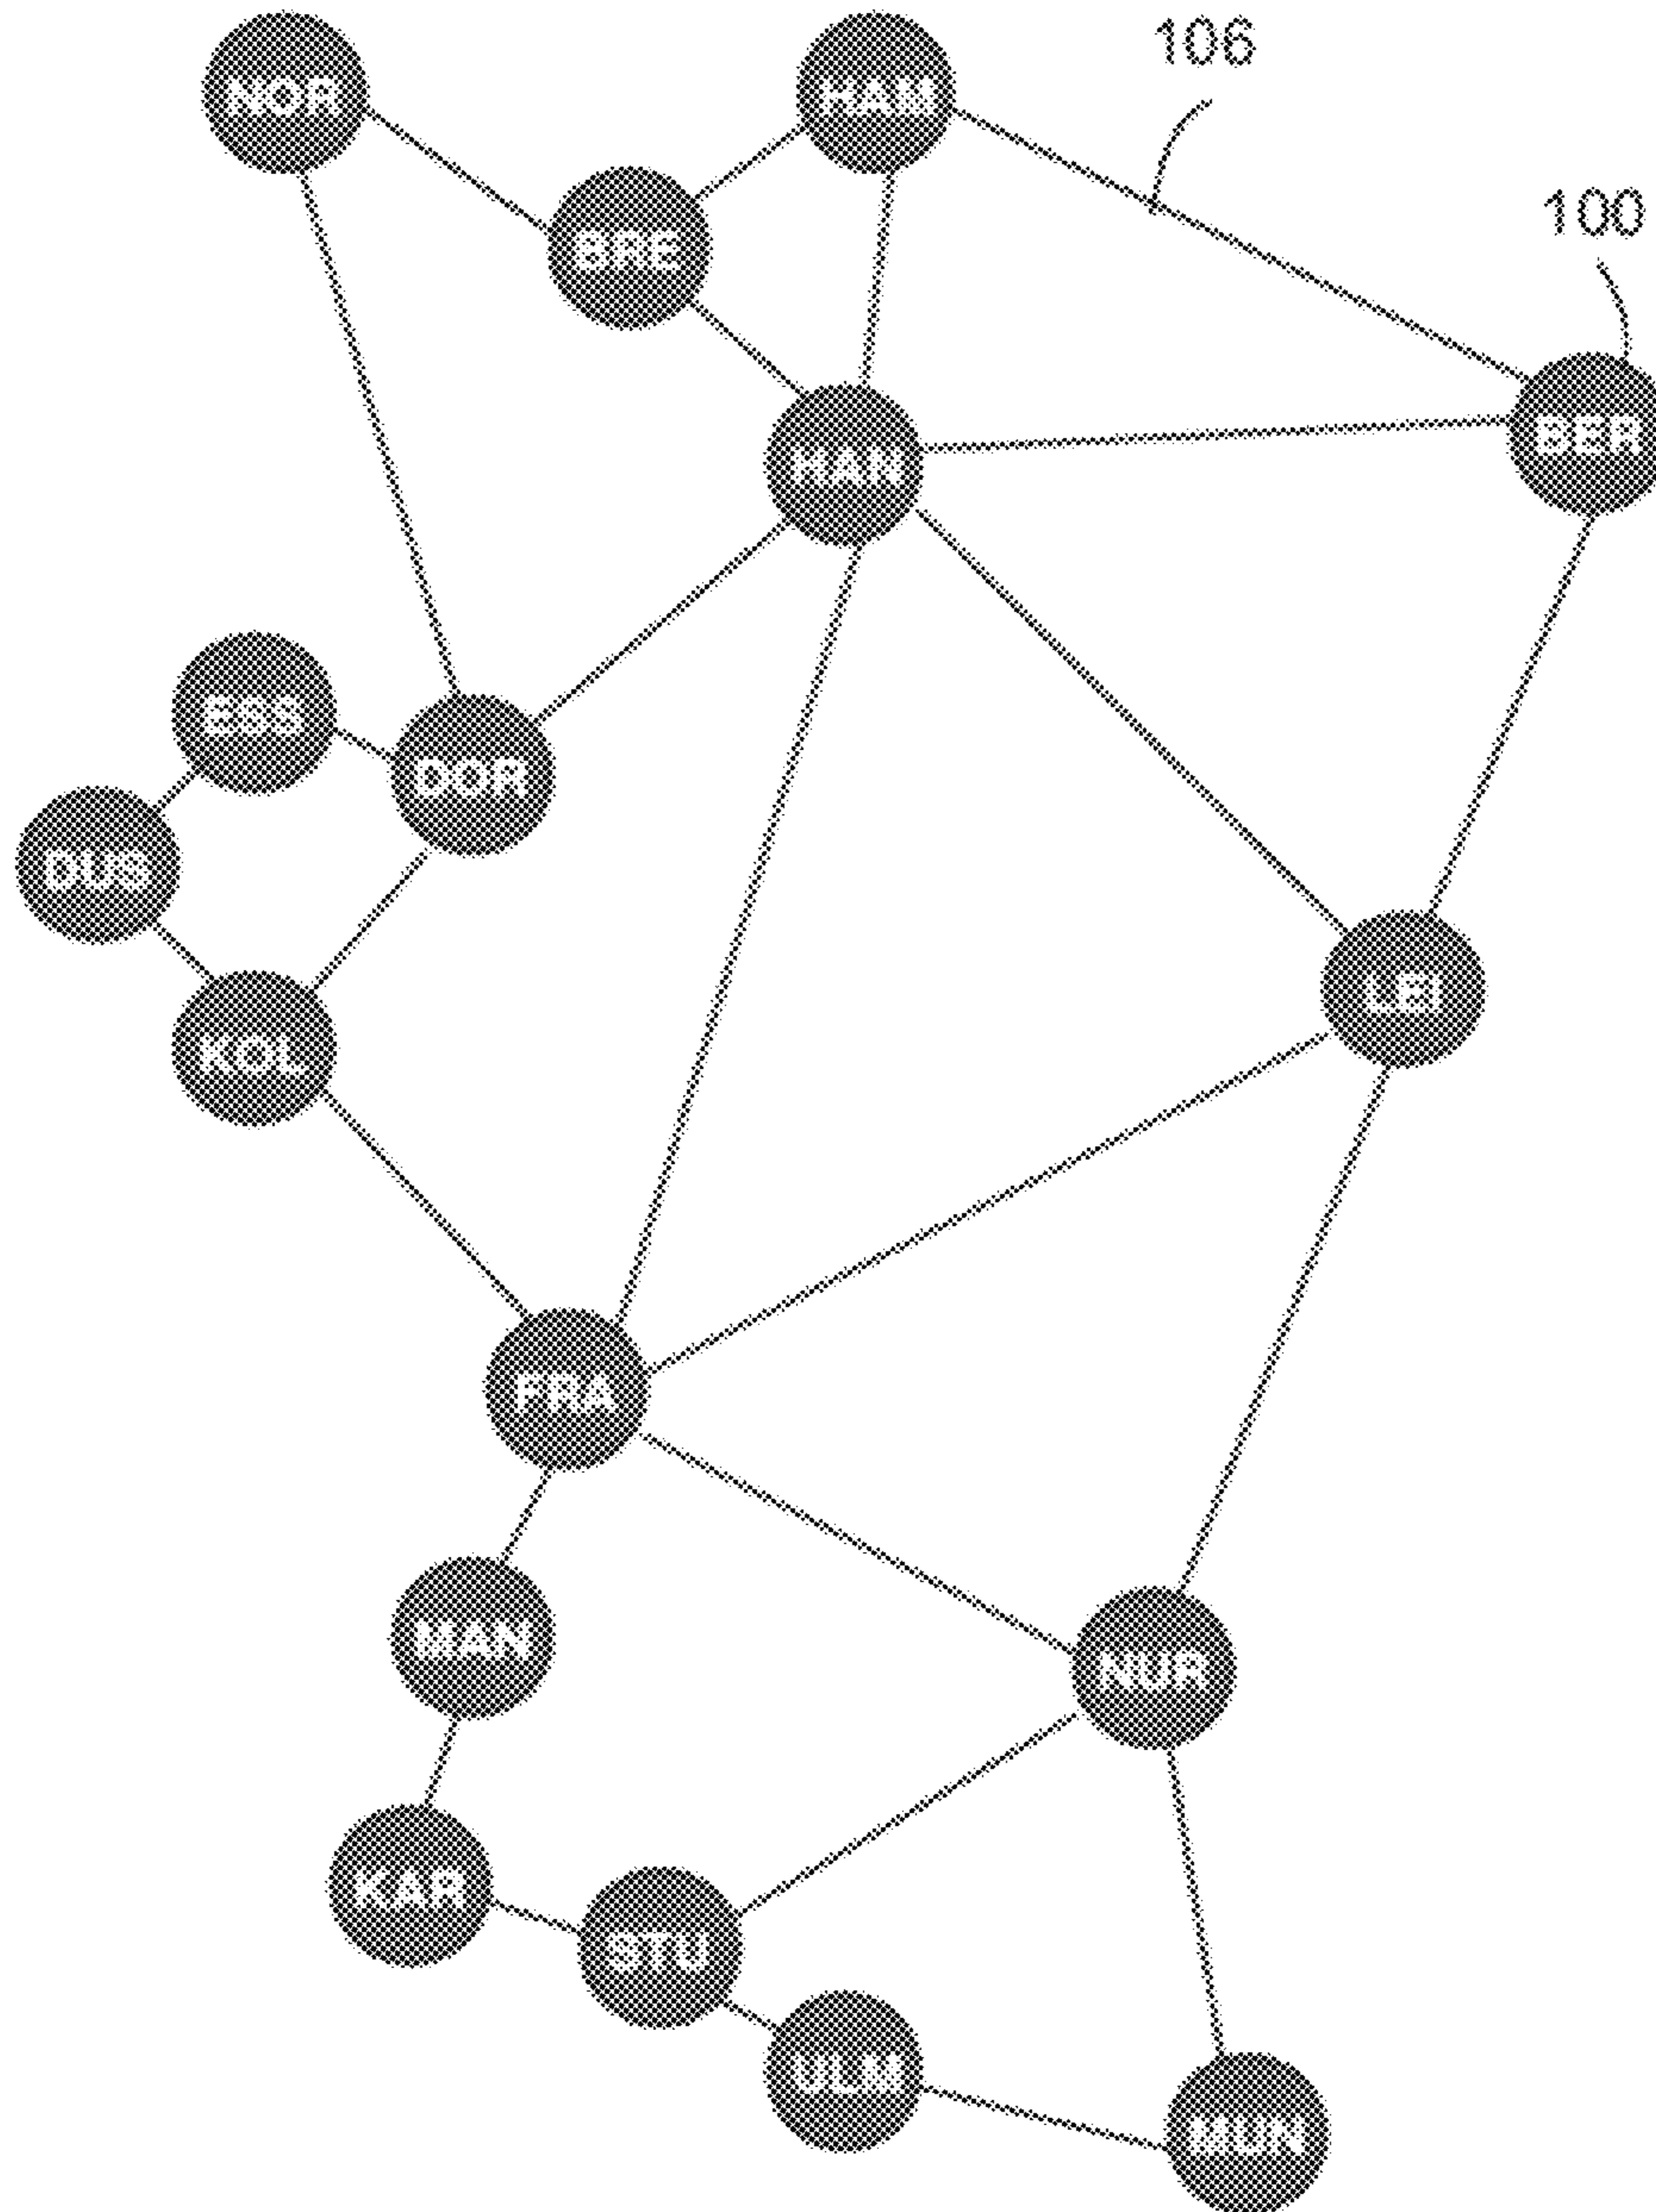 106
NOR
HAM
100
BRE
BER
HAN
ESS
DOR
DUS
LEI
KOL
FRA
MAN
NUR
KAR
STU
ULM
MUN